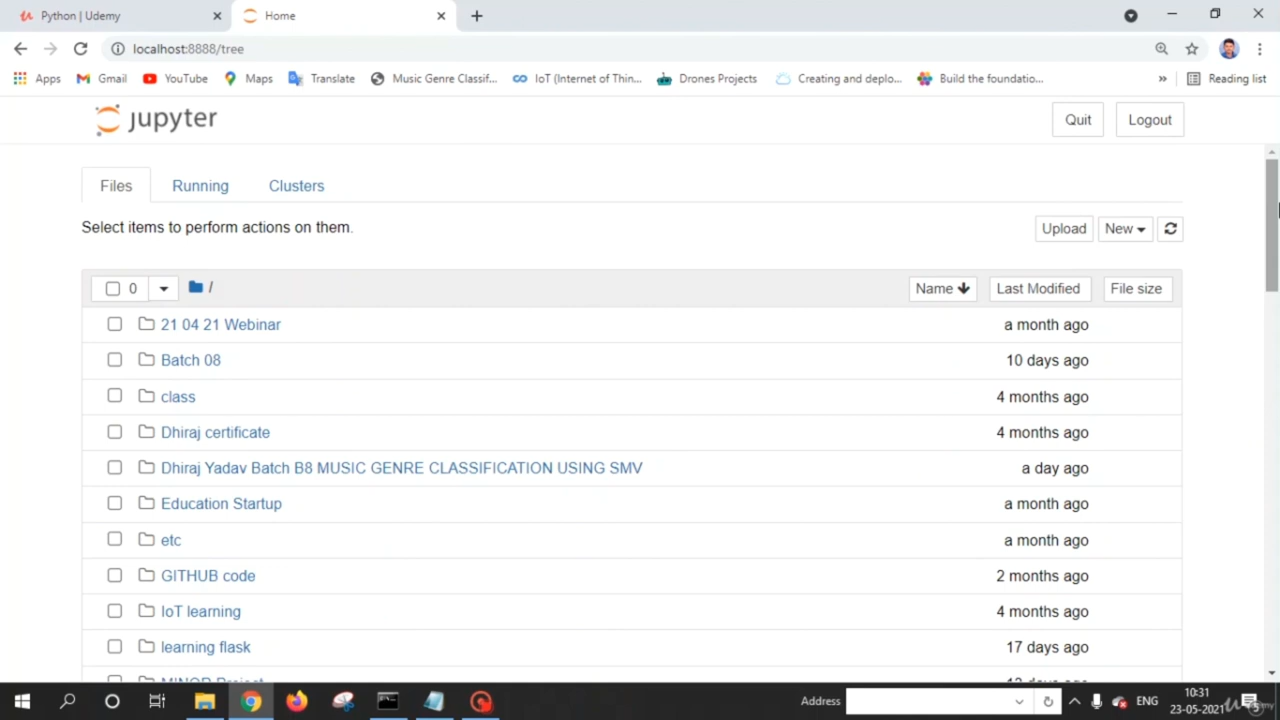 Python | Udemy
Home
localhost:8888/tree
Apps
Gmail
YouTube
Maps
Translate
Music Genre Classif...
IoT (Internet of Thin...
Drones Projects
Creating and deplo...
Build the foundatio...
»
Reading list
jupyter
Quit
Logout
Files
Running
Clusters
Select items to perform actions on them.
Upload
New
0
/
Name
Last Modified
File size
21 04 21 Webinar
a month ago
Batch 08
10 days ago
class
4 months ago
Dhiraj certificate
4 months ago
Dhiraj Yadav Batch B8 MUSIC GENRE CLASSIFICATION USING SMV
a day ago
Education Startup
a month ago
etc
a month ago
GITHUB code
2 months ago
IoT learning
4 months ago
learning flask
17 days ago
Address
ENG
10:31
23-05-2021
Udemy